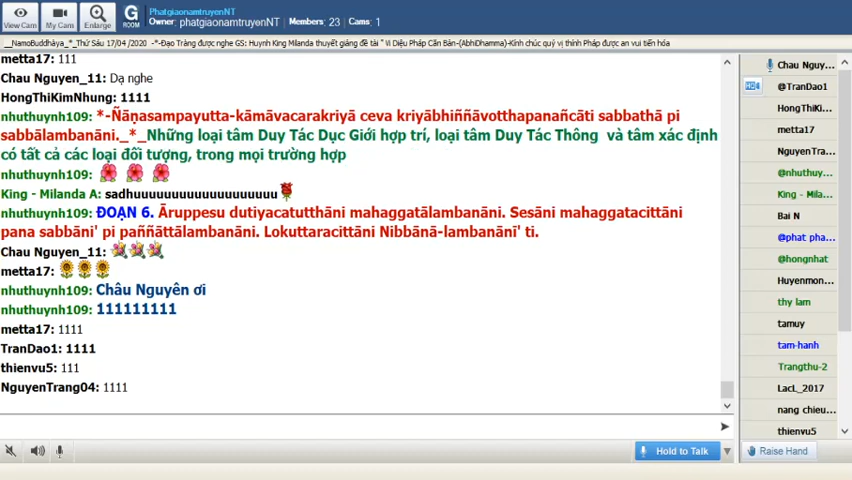 PhatgiaonamtruyenNT
Owner: phatgiaonamtruyenNT Members: 23 Cams: 1
View Cam
My Cam
Enlarge
G
ROOM
__NamoBuddhàya_*_Thứ Sáu 17/04 /2020 -*-Đạo Tràng được nghe GS: Huynh King Milanda thuyết giảng đề tài " Vi Diệu Pháp Căn Bản-(AbhiDhamma)-Kính chúc quý vị thính Pháp được an vui tiến hóa
metta17: 111
Chau Nguyen_11: Dạ nghe
HongThiKimNhung: 1111
nhuthuynh109: *-Ñāṇasampayutta-kāmāvacarakriyā ceva kriyābhiññāvotthapanañcāti sabbathā pi
sabbālambanāni._*_Những loại tâm Duy Tác Dục Giới hợp trí, loại tâm Duy Tác Thông và tâm xác định
có tất cả các loại đối tượng, trong mọi trường hợp
nhuthuynh109:
King - Milanda A: sadhuuuuuuuuuuuuuuuuuuu
nhuthuynh109: ĐOẠN 6. Āruppesu dutiyacatutthāni mahaggatālambanāni. Sesāni mahaggatacittāni
pana sabbāni' pi paññāttālambanāni. Lokuttaracittāni Nibbānā-lambanānī' ti.
Chau Nguyen_11:
metta17:
nhuthuynh109: Châu Nguyên ơi
nhuthuynh109: 111111111
metta17: 1111
TranDao1: 1111
thienvu5: 111
NguyenTrang04: 1111
Hold to Talk
Chau Nguy...
@TranDao1
HongThiKi...
metta17
NguyenTra...
@nhuthuy...
King - Mila...
Bai N
@phat pha...
@hongnhat
Huyenmon...
thy lam
tamuy
tam-hanh
Trangthu-2
LacL_2017
nang chieu...
thienvu5
Raise Hand